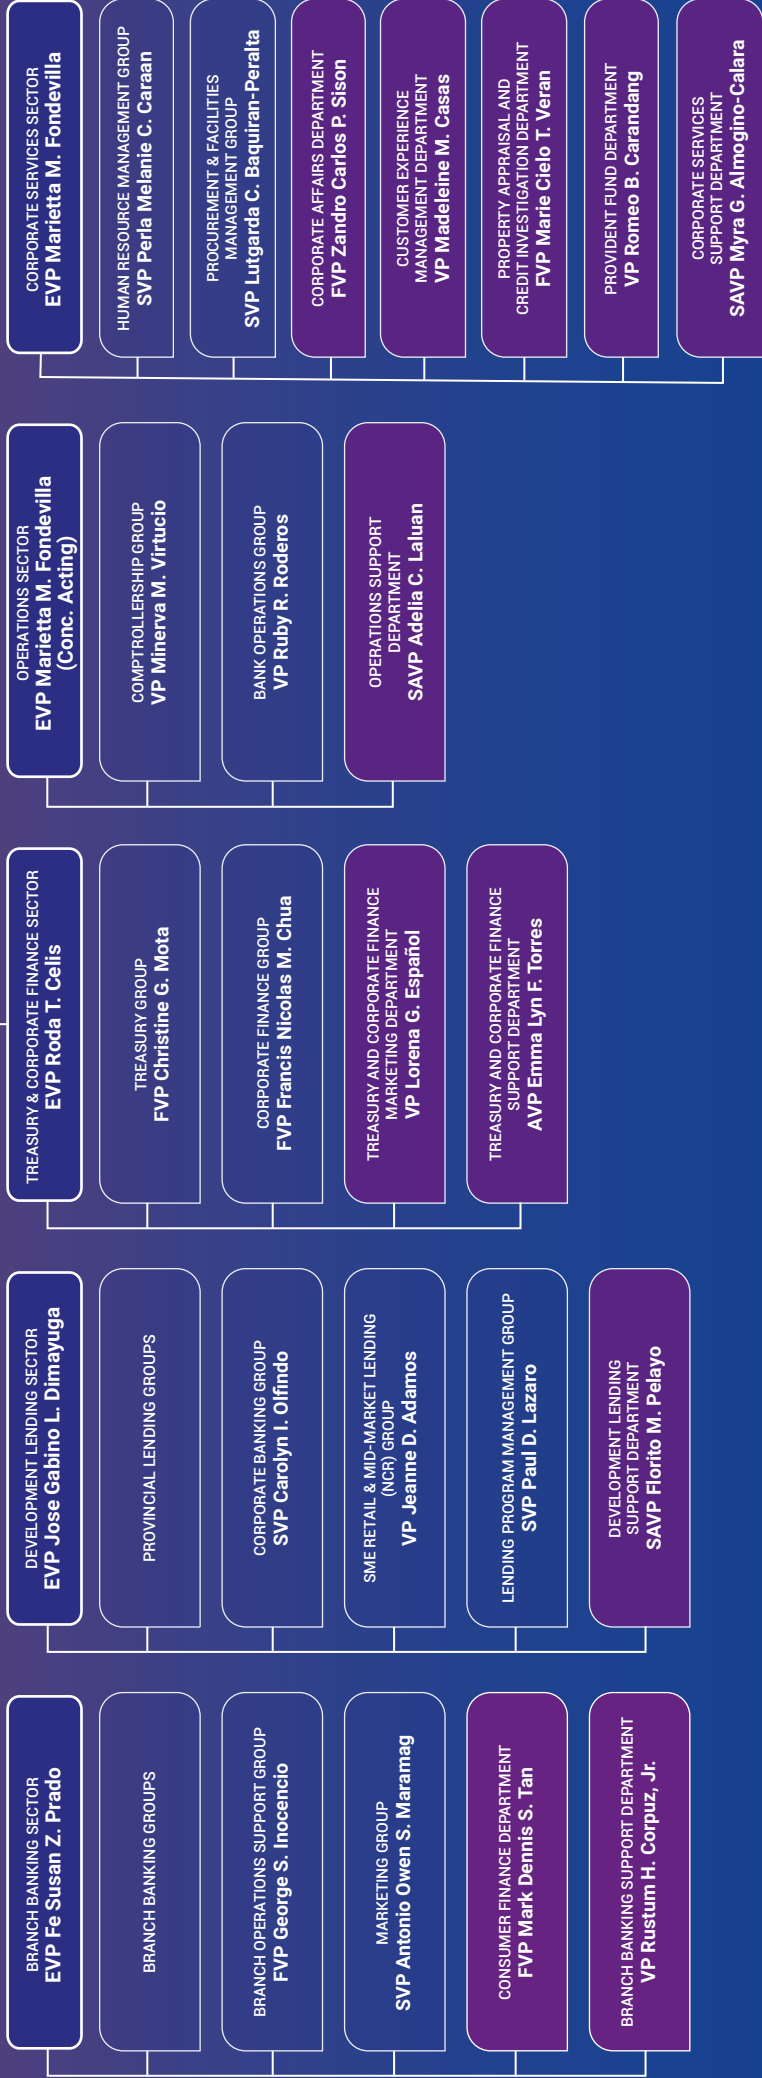 BRANCH BANKING SECTOR
EVP Fe Susan Z. Prado
BRANCH BANKING GROUPS
BRANCH OPERATIONS SUPPORT GROUP
FVP George S. Inocencio
MARKETING GROUP
SVP Antonio Owen S. Maramag
CONSUMER FINANCE DEPARTMENT
FVP Mark Dennis S. Tan
BRANCH BANKING SUPPORT DEPARTMENT
VP Rustum H. Corpuz, Jr.
DEVELOPMENT LENDING SECTOR
EVP Jose Gabino L. Dimayuga
PROVINCIAL LENDING GROUPS
CORPORATE BANKING GROUP
SVP Carolyn I. Olfindo
SME RETAIL & MID-MARKET LENDING
(NCR) GROUP
VP Jeanne D. Adamos
LENDING PROGRAM MANAGEMENT GROUP
SVP Paul D. Lazaro
DEVELOPMENT LENDING
SUPPORT DEPARTMENT
SAVP Florito M. Pelayo
TREASURY & CORPORATE FINANCE SECTOR
EVP Roda T. Celis
TREASURY GROUP
FVP Christine G. Mota
CORPORATE FINANCE GROUP
FVP Francis Nicolas M. Chua
TREASURY AND CORPORATE FINANCE
MARKETING DEPARTMENT
VP Lorena G. Español
TREASURY AND CORPORATE FINANCE
SUPPORT DEPARTMENT
AVP Emma Lyn F. Torres
OPERATIONS SECTOR
EVP Marietta M. Fondevilla
(Conc. Acting)
COMPTROLLERSHIP GROUP
VP Minerva M. Virtucio
BANK OPERATIONS GROUP
VP Ruby R. Roderos
OPERATIONS SUPPORT
DEPARTMENT
SAVP Adelia C. Laluan
CORPORATE SERVICES SECTOR
EVP Marietta M. Fondevilla
HUMAN RESOURCE MANAGEMENT GROUP
SVP Perla Melanie C. Caraan
PROCUREMENT & FACILITIES
MANAGEMENT GROUP
SVP Lutgarda C. Baquiran-Peralta
CORPORATE AFFAIRS DEPARTMENT
FVP Zandro Carlos P. Sison
CUSTOMER EXPERIENCE
MANAGEMENT DEPARTMENT
VP Madeleine M. Casas
PROPERTY APPRAISAL AND
CREDIT INVESTIGATION DEPARTMENT
FVP Marie Cielo T. Veran
PROVIDENT FUND DEPARTMENT
VP Romeo B. Carandang
CORPORATE SERVICES
SUPPORT DEPARTMENT
SAVP Myra G. Almogino-Calara